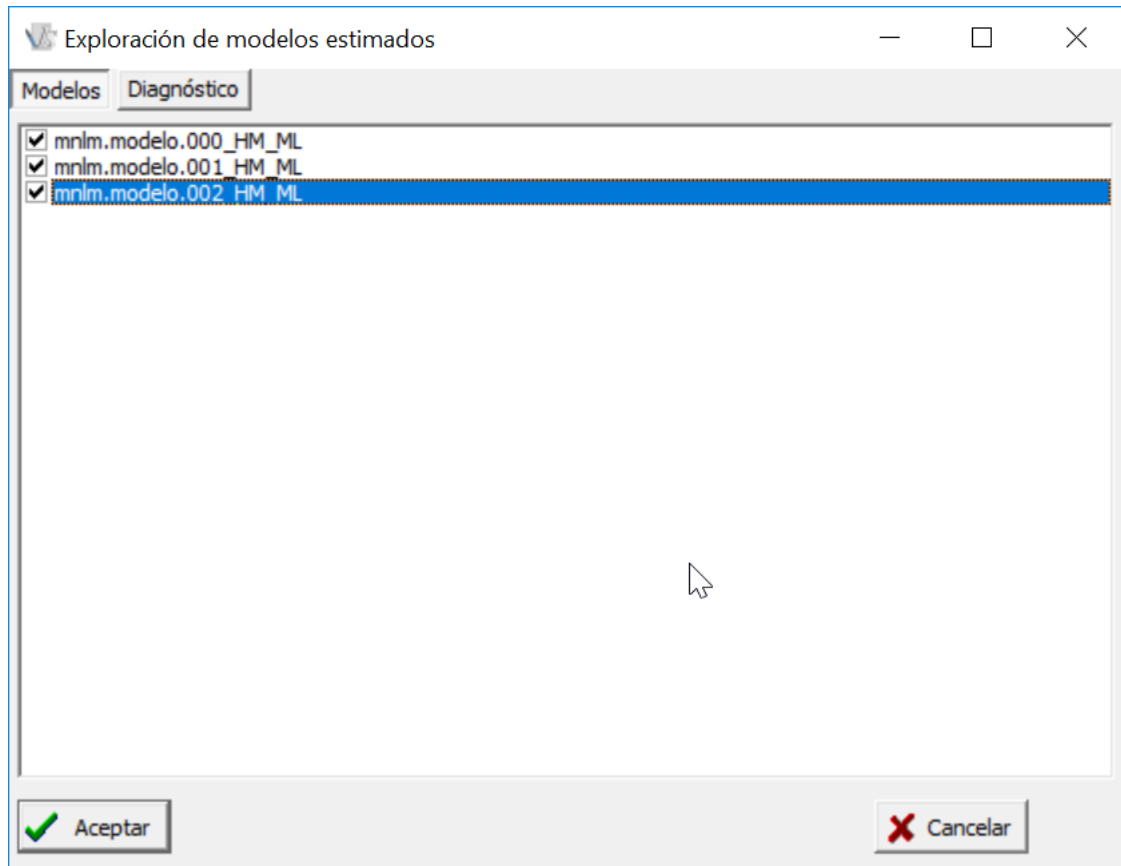 Exploración de modelos estimados
Modelos Diagnóstico
mnlm.modelo.000_HM_ML
mnlm.modelo.001_HM_ML
mnlm.modelo.002_HM_ML
Aceptar Cancelar